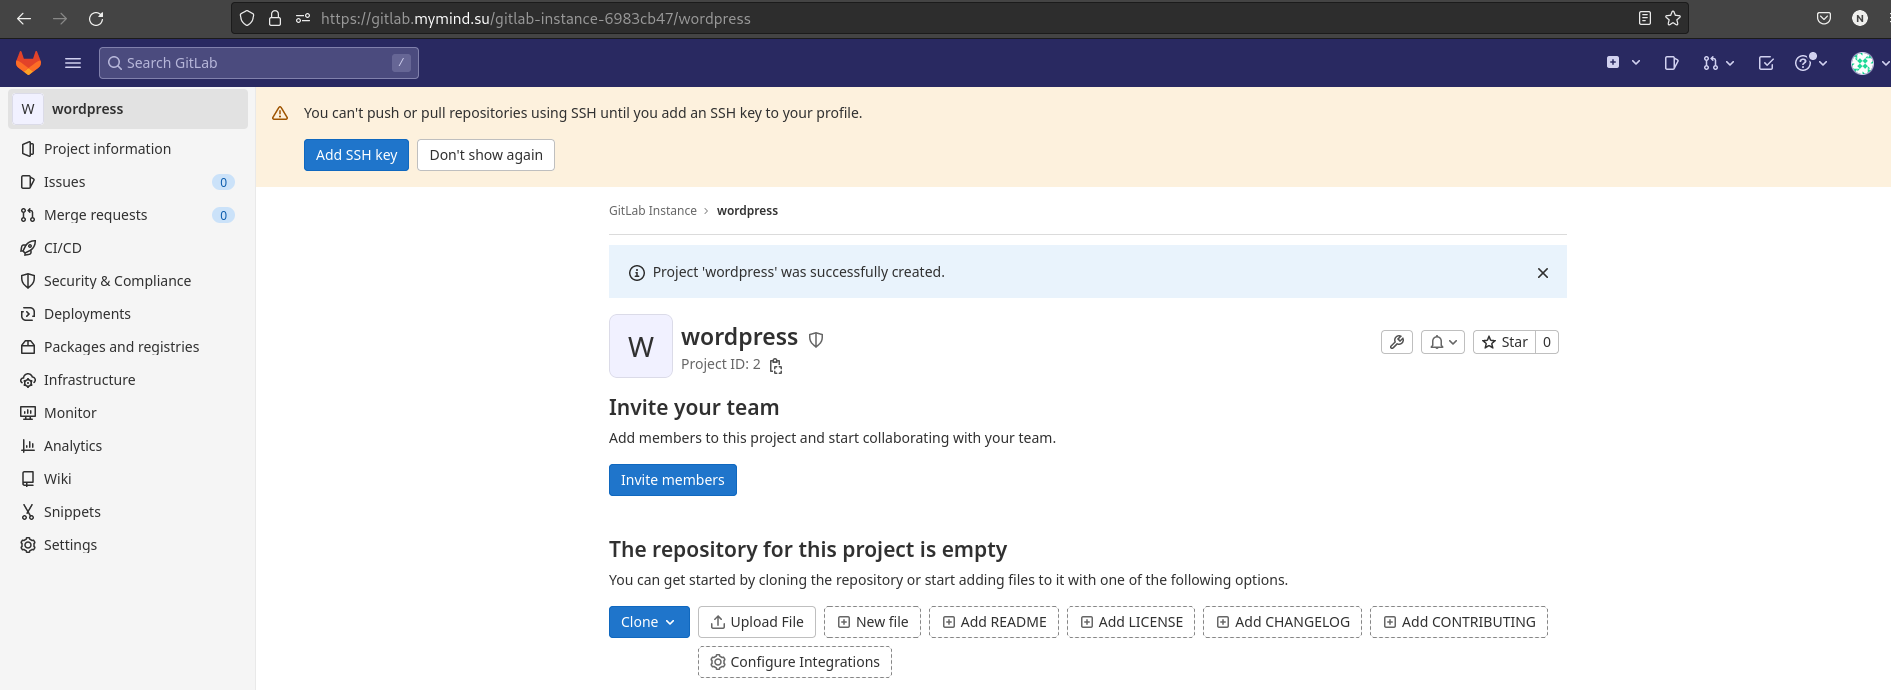 https://gitlab.mymind.su/gitlab-instance-6983cb47/wordpress
N
Search GitLab /
W wordpress
Project information
Issues 0
Merge requests 0
CI/CD
Security & Compliance
Deployments
Packages and registries
Infrastructure
Monitor
Analytics
Wiki
Snippets
Settings
You can't push or pull repositories using SSH until you add an SSH key to your profile.
Add SSH key Don't show again
GitLab Instance › wordpress
Project 'wordpress' was successfully created.
W
wordpress
Project ID: 2
Star 0
Invite your team
Add members to this project and start collaborating with your team.
Invite members
The repository for this project is empty
You can get started by cloning the repository or start adding files to it with one of the following options.
Clone Upload File New file Add README Add LICENSE Add CHANGELOG Add CONTRIBUTING
Configure Integrations